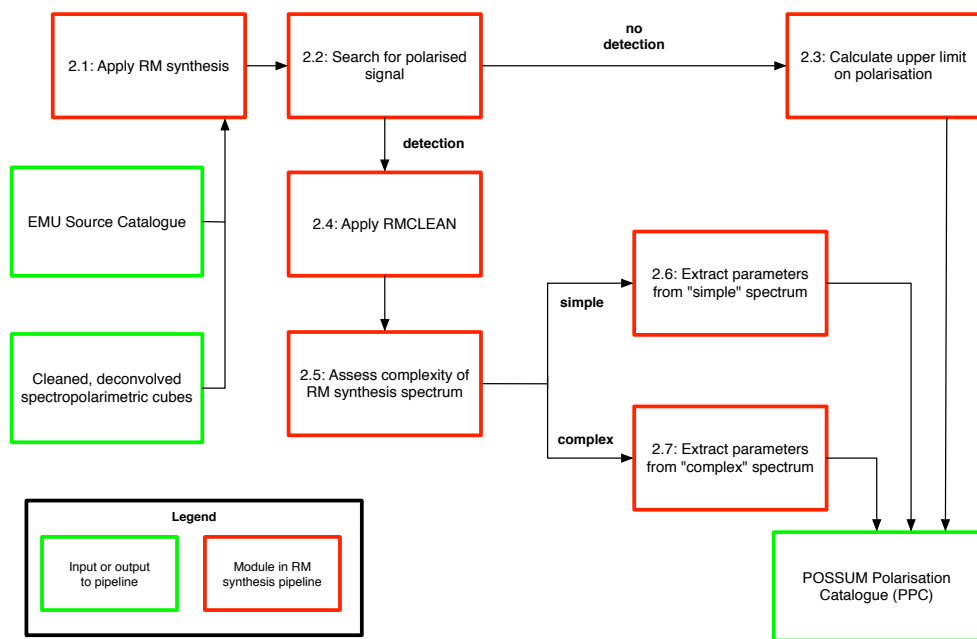 2.1: Apply RM synthesis
2.2: Search for polarised
signal
no
detection
2.3: Calculate upper limit
on polarisation
detection
EMU Source Catalogue
2.4: Apply RMCLEAN
2.6: Extract parameters
from "simple" spectrum
simple
Cleaned, deconvolved
spectropolarimetric cubes
2.5: Assess complexity of
RM synthesis spectrum
complex
2.7: Extract parameters
from "complex" spectrum
Legend
Input or output
to pipeline
Module in RM
synthesis pipeline
POSSUM Polarisation
Catalogue (PPC)